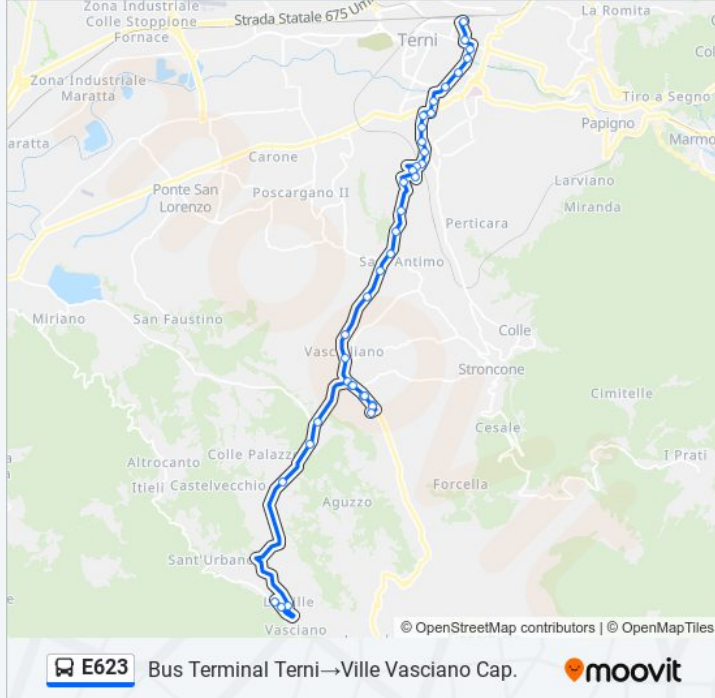 Zona Industriale
Colle Stoppione
Fornace
Strada Statale 675 Um
La Romita
Terni
Zona Industriale
Maratta
Tiro a Segno
Papigno
aratta
Marmo
Carone
Larviano
Ponte San
Lorenzo
Poscargano II
Miranda
Perticara
Sant'Antimo
Miriano
San Faustino
Colle
Vascigliano
Stroncone
Cimitelle
Cesale
Altrocanto
Colle Palazzo
I Prati
Itieli
Castelvecchio
Forcella
Aguzzo
Sant'Urbano
Le Ville
Vasciano
© OpenStreetMap contributors | © OpenMapTiles
E623
Bus Terminal Terni→Ville Vasciano Cap.
moovit